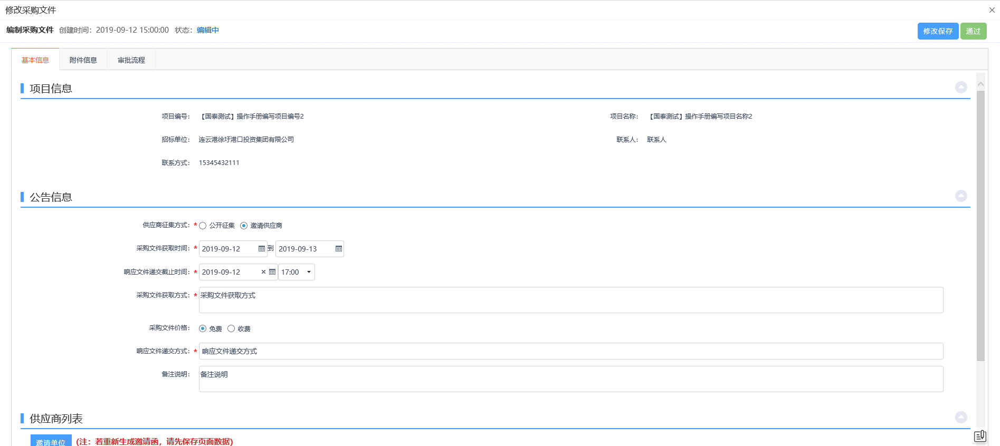 修改采购文件
编制采购文件 创建时间：2019-09-12 15:00:00 状态：编辑中 修改保存 通过
基本信息 附件信息 审批流程
项目信息
项目编号： 【国泰测试】操作手册编写项目编号2 项目名称： 【国泰测试】操作手册编写项目名称2
招标单位： 连云港徐圩港口投资集团有限公司 联系人： 联系人
联系方式： 15345432111
公告信息
供应商征集方式： * 公开征集 邀请供应商
采购文件获取时间： * 2019-09-12 到 2019-09-13
响应文件递交截止时间： * 2019-09-12 17:00
采购文件获取方式： * 采购文件获取方式
采购文件价格： 免费 收费
响应文件递交方式： * 响应文件递交方式
备注说明： 备注说明
供应商列表
邀请单位 (注：若重新生成邀请函，请先保存页面数据)